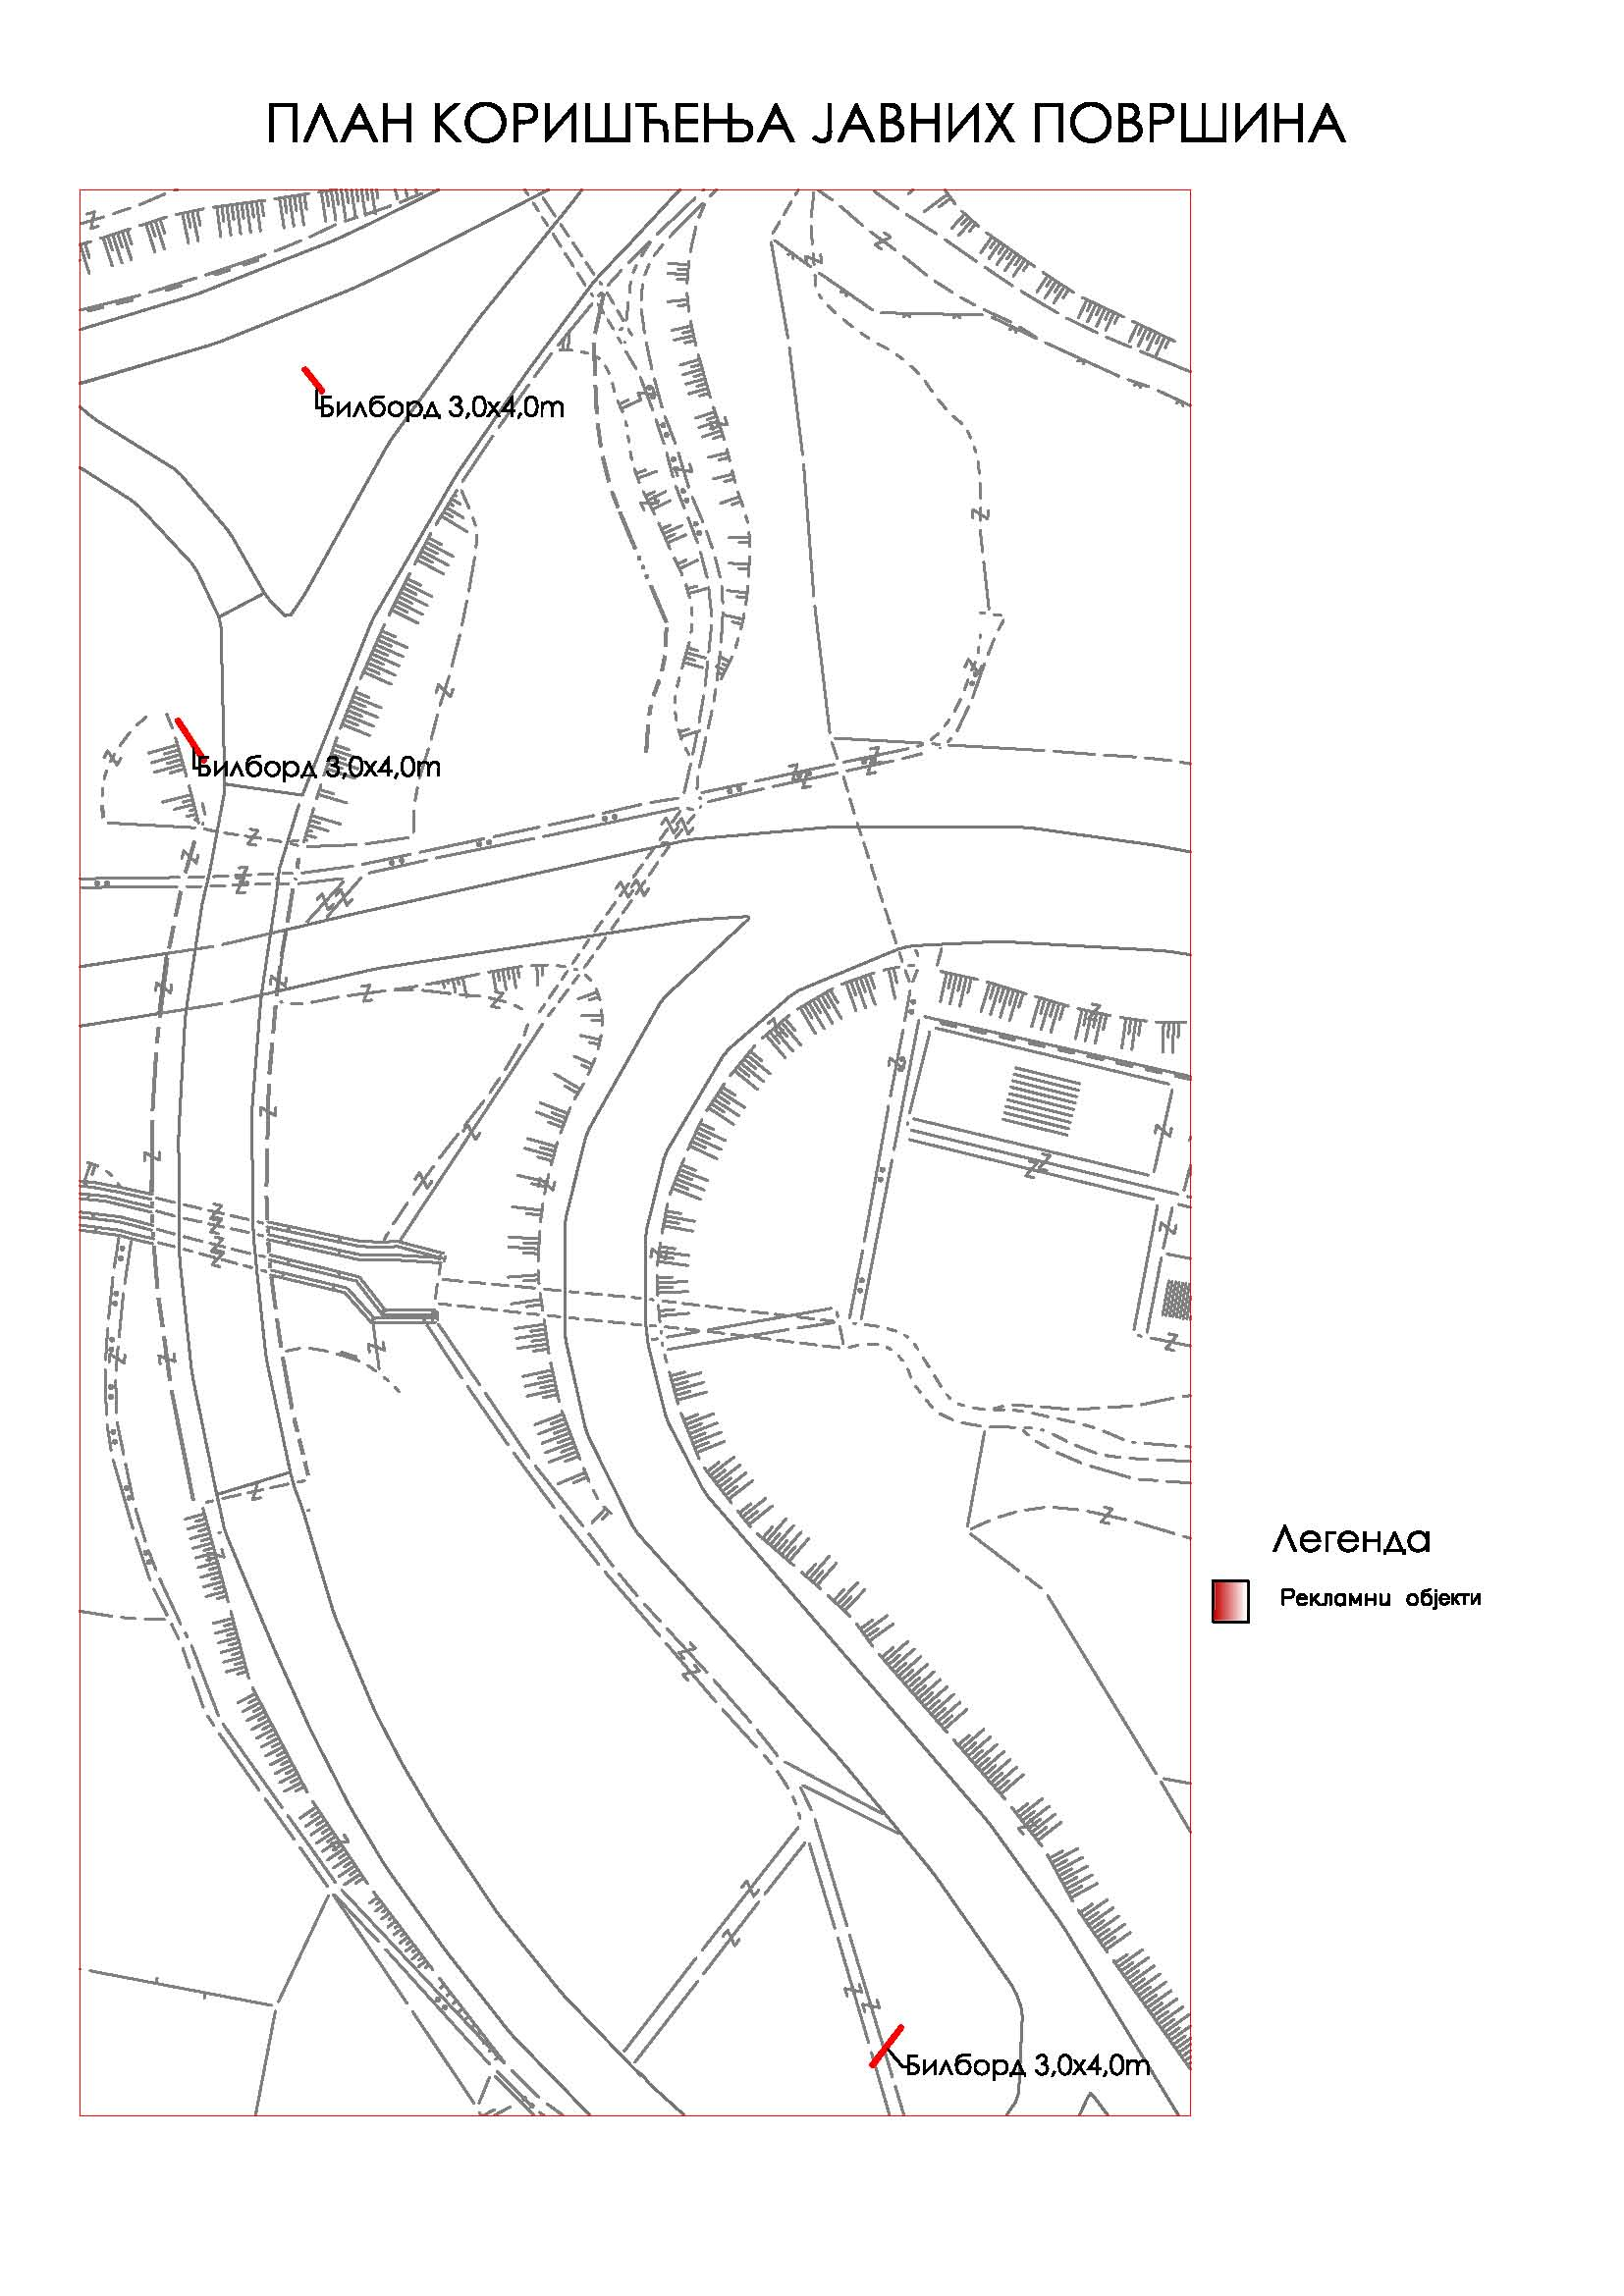 ПЛАН КОРИШЋЕЊА ЈАВНИХ ПОВРШИНА
Билборд 3,0x4,0m
Билборд 3,0x4,0m
Легенда
Рекламни објекти
Билборд 3,0x4,0m